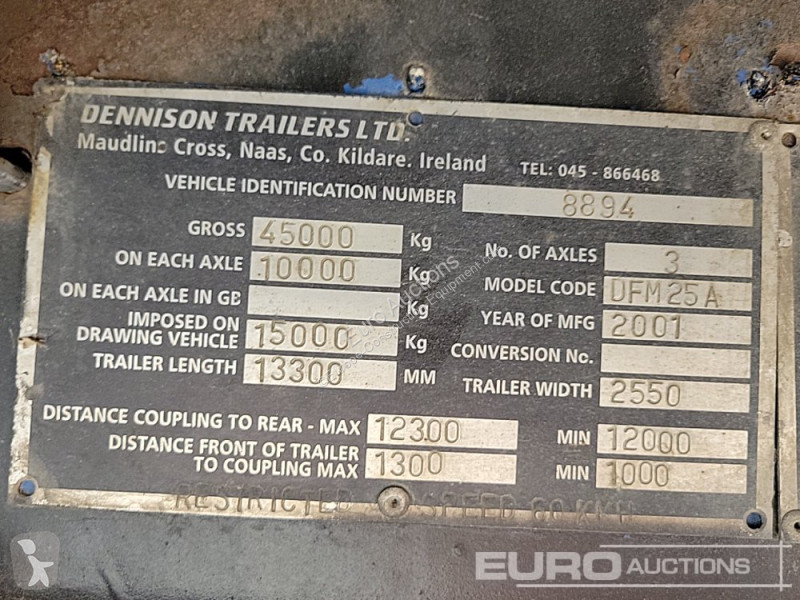 DENNISON TRAILERS LTD.
Maudlins Cross, Naas, Co. Kildare. Ireland TEL: 045 - 866468
VEHICLE IDENTIFICATION NUMBER 8894
GROSS 45000 Kg
No. OF AXLES 3
ON EACH AXLE 10000 Kg
MODEL CODE DFM25A
ON EACH AXLE IN GB Kg
YEAR OF MFG 2001
IMPOSED ON
DRAWING VEHICLE 15000 Kg
CONVERSION No.
TRAILER LENGTH 13300 MM
TRAILER WIDTH 2550
DISTANCE COUPLING TO REAR - MAX 12300 MIN 12000
DISTANCE FRONT OF TRAILER
TO COUPLING MAX 1300 MIN 1000
RESTRICTED SPEED 80 KMH
EURO AUCTIONS